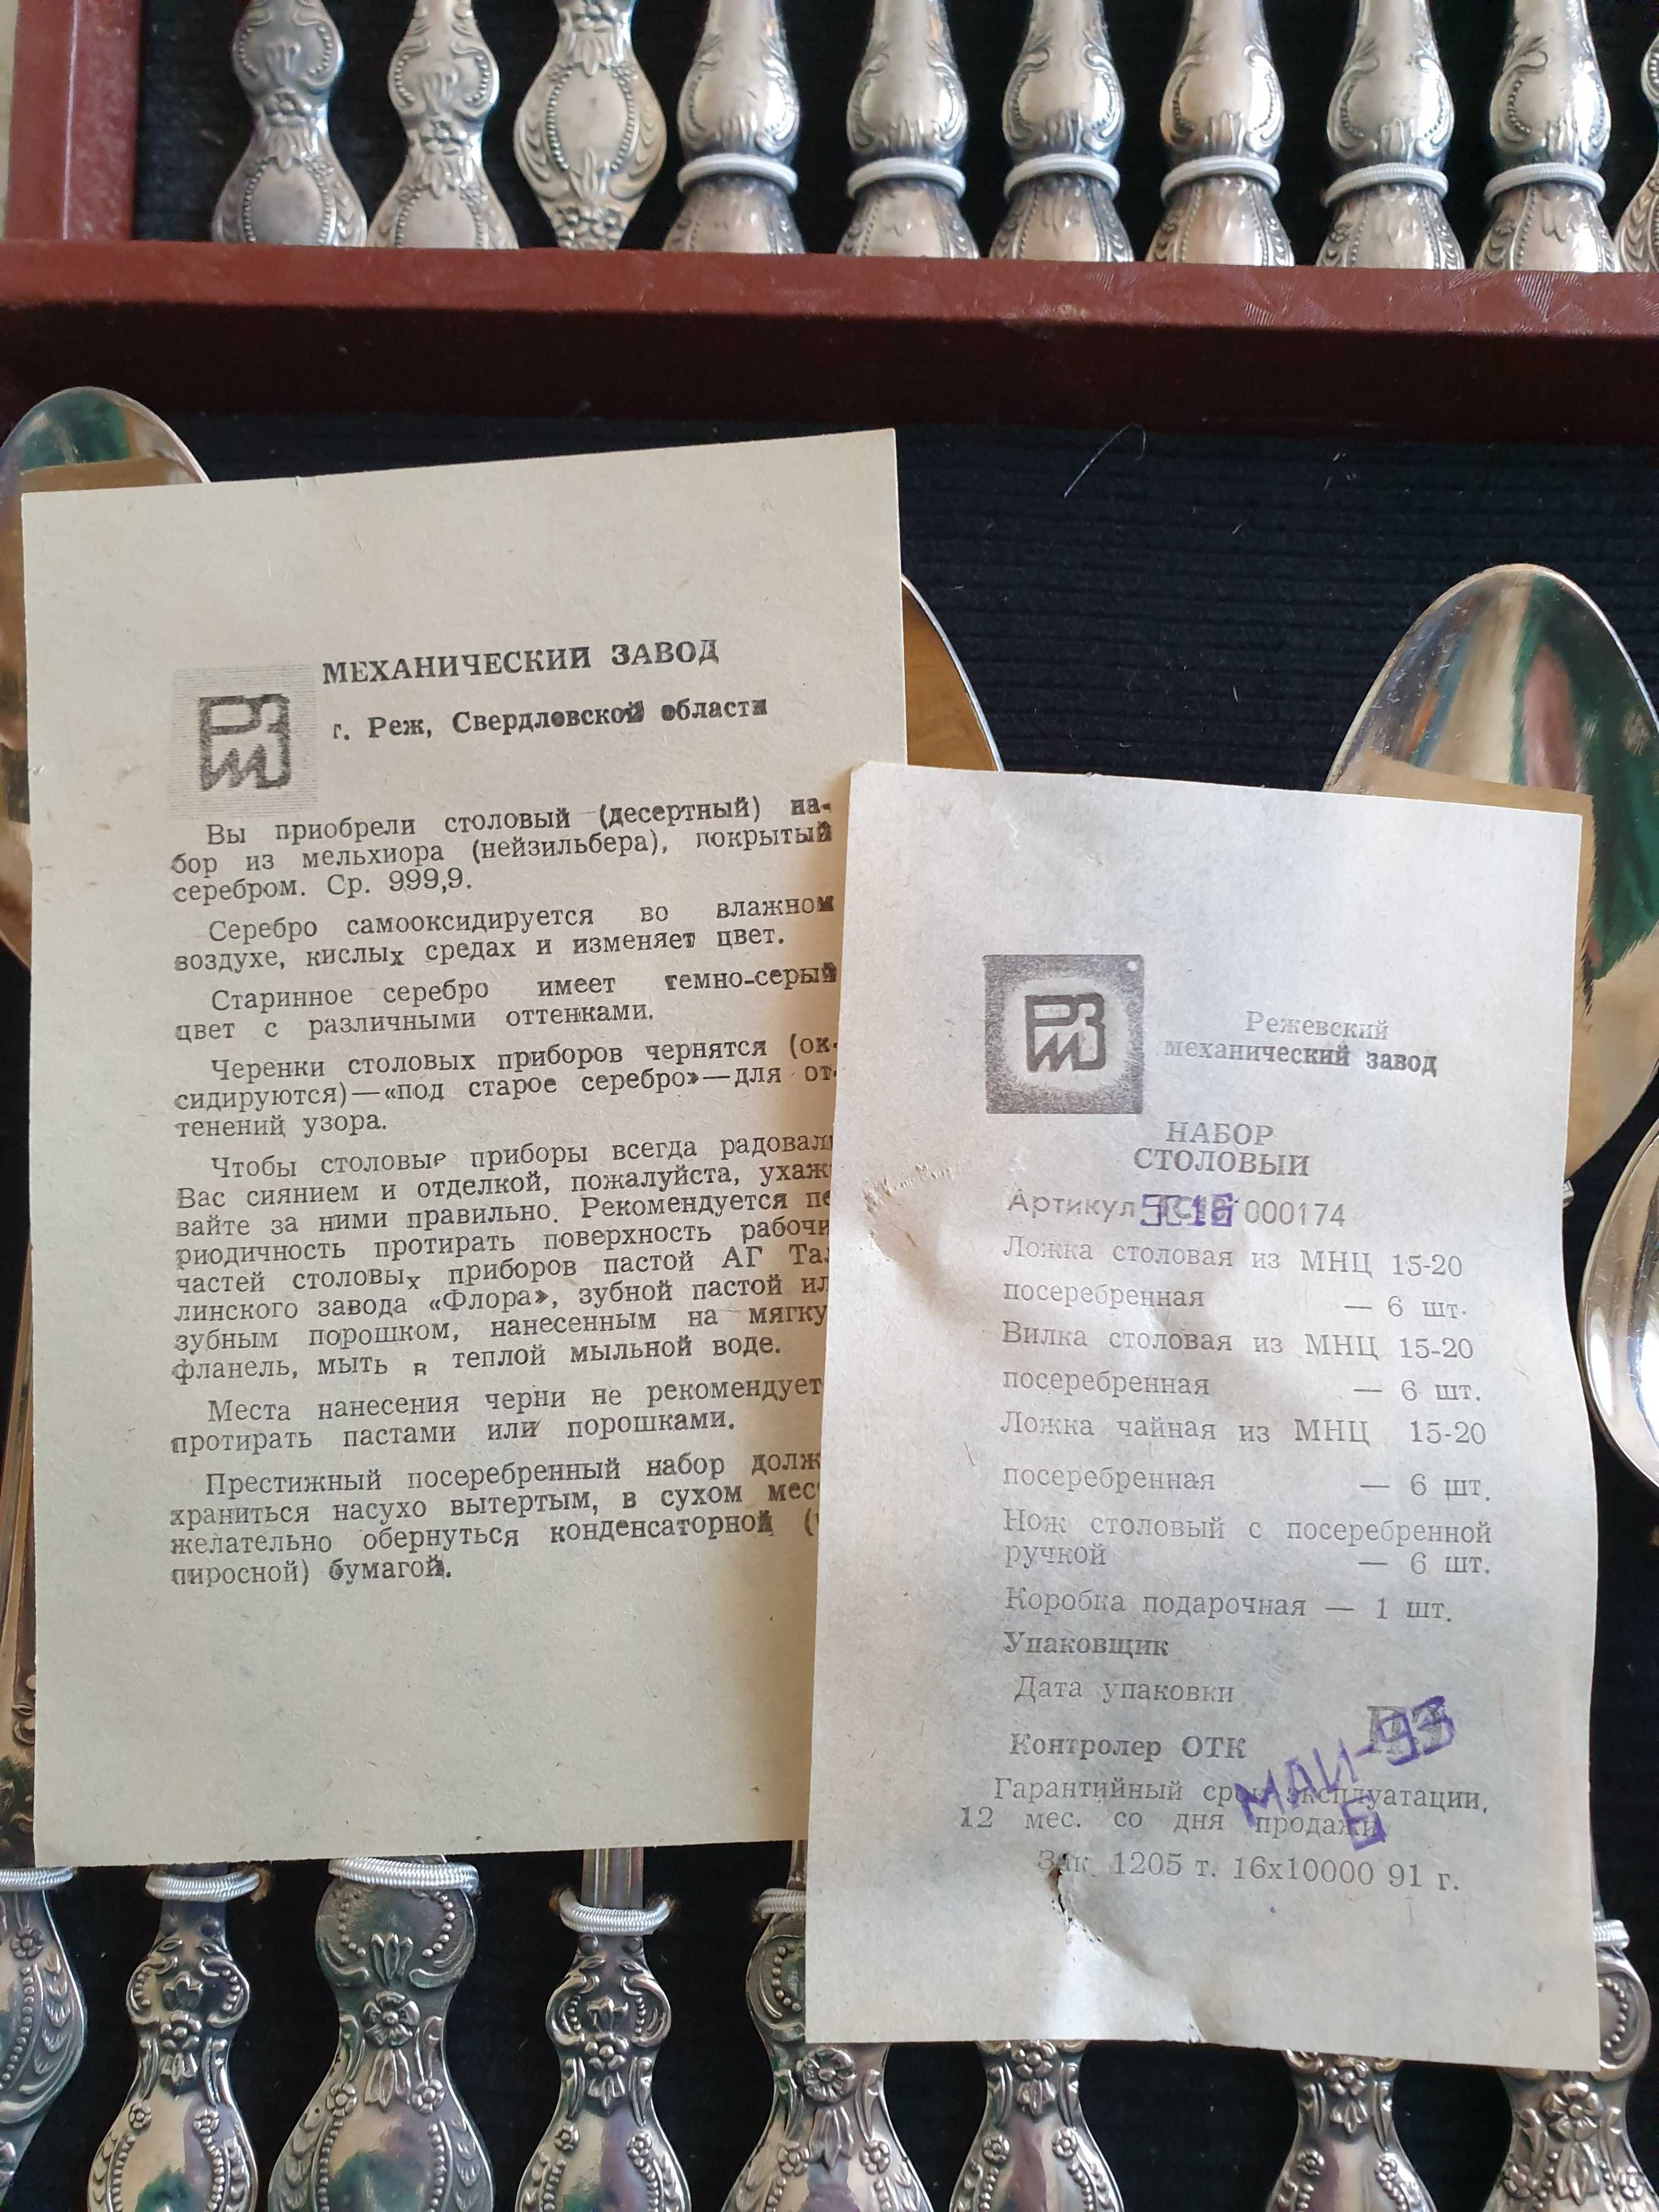 РЗ
М
МЕХАНИЧЕСКИЙ ЗАВОД
г. Реж, Свердловской области
Вы приобрели столовый (десертный) на-
бор из мельхиора (нейзильбера), покрытый
серебром. Ср. 999,9.
Серебро самооксидируется во влажном
воздухе, кислых средах и изменяет цвет.
Старинное серебро имеет темно-серый
цвет с различными оттенками.
Черенки столовых приборов чернятся (ок-
сидируются)—«под старое серебро»—для от-
тенений узора.
Чтобы столовые приборы всегда радовали
Вас сиянием и отделкой, пожалуйста, ухажи
вайте за ними правильно. Рекомендуется пе
риодичность протирать поверхность рабочи
частей столовых приборов пастой АГ Тал
линского завода «Флора», зубной пастой ил
зубным порошком, нанесенным на мягку
фланель, мыть в теплой мыльной воде.
Места нанесения черни не рекомендует
протирать пастами или порошками.
Престижный посеребренный набор долж
храниться насухо вытертым, в сухом мест
желательно обернуться конденсаторной (
пиросной) бумагой.
РЗ
М
Режевский
механический завод
НАБОР
СТОЛОВЫЙ
Артикул 000174
Ложка столовая из МНЦ 15-20
посеребренная — 6 шт.
Вилка столовая из МНЦ 15-20
посеребренная — 6 шт.
Ложка чайная из МНЦ 15-20
посеребренная — 6 шт.
Нож столовый с посеребренной
ручкой — 6 шт.
Коробка подарочная — 1 шт.
Упаковщик
Дата упаковки
МАЙ-93
Контролер ОТК
Б
Гарантийный срок эксплуатации,
12 мес. со дня продажи.
Зак. 1205 т. 16х10000 91 г.